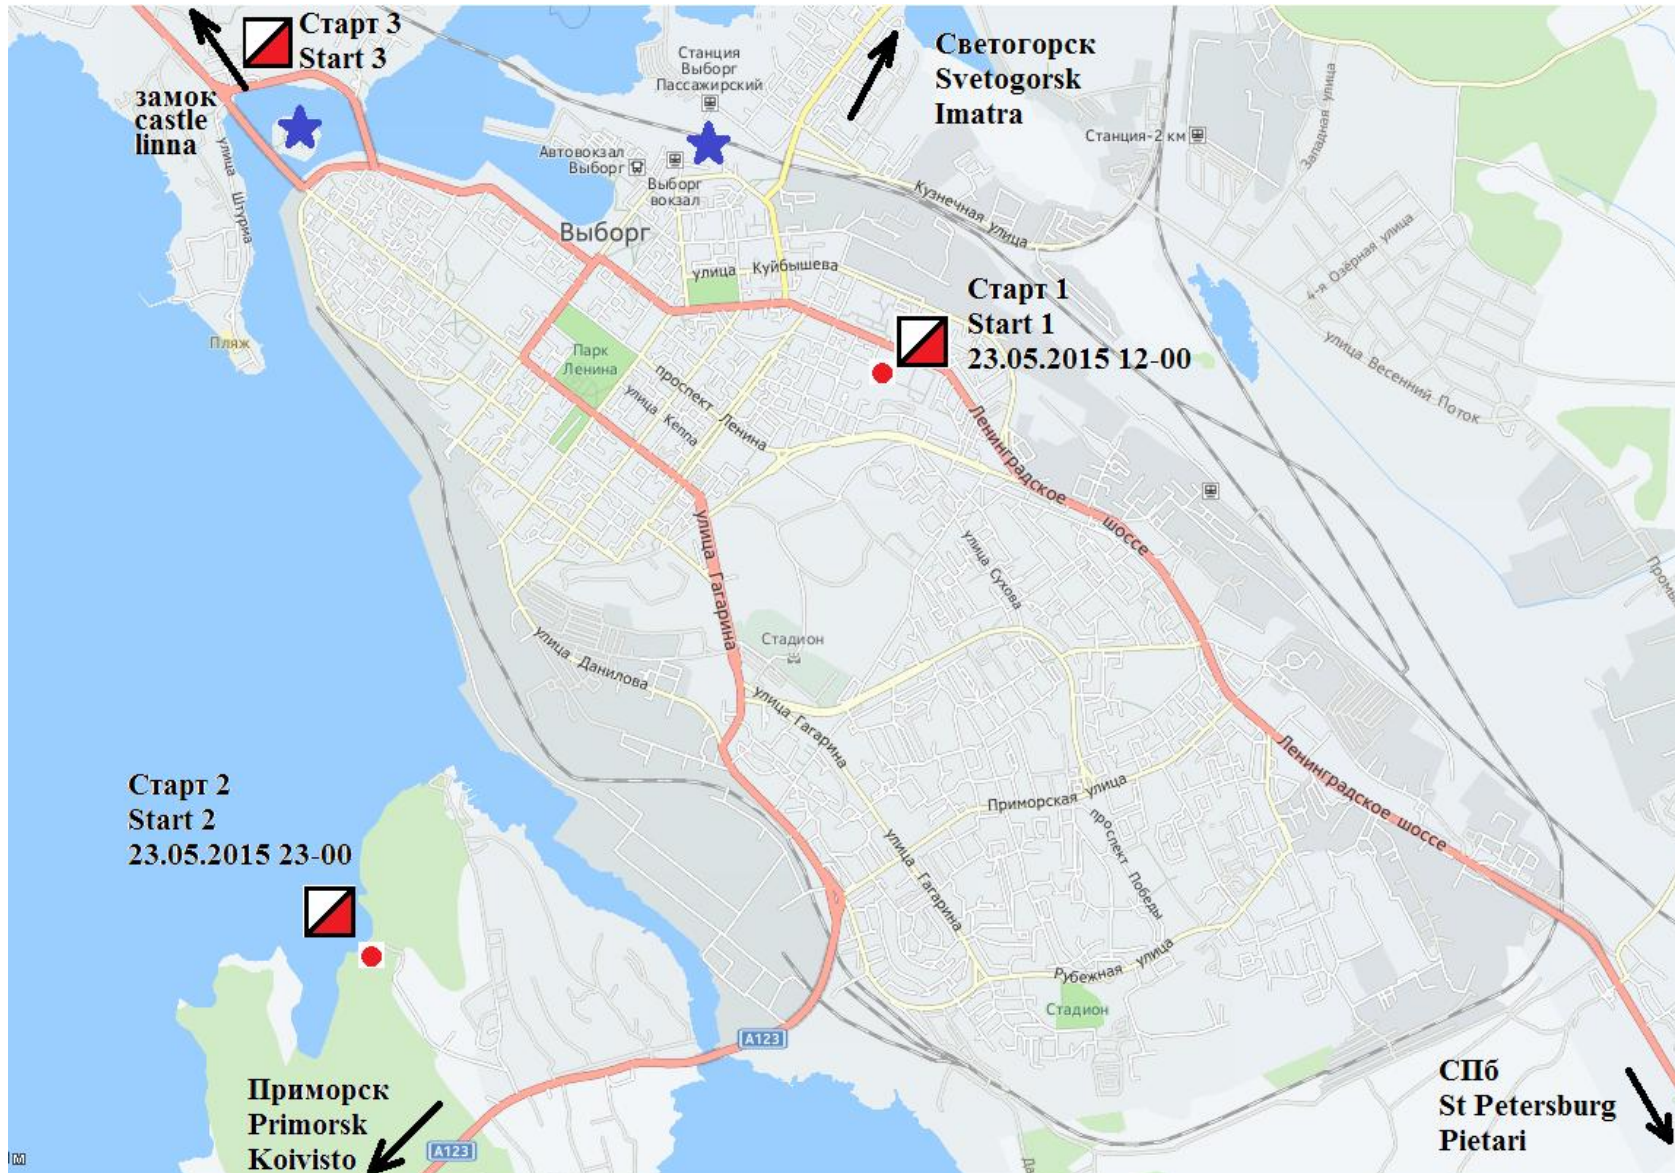 Старт 3
Start 3
замок
castle
linna
улица Штурма
Пляж
Станция
Выборг
Пассажирский
Светогорск
Svetogorsk
Imatra
Станция-2 км
Западная улица
Автовокзал
Выборг
Выборг
вокзал
Кузнечная улица
Выборг
улица Куйбышева
4-я Озёрная улица
улица Весенний Поток
Старт 1
Start 1
23.05.2015 12-00
Парк
Ленина
проспект Ленина
улица Кеппа
Ленинградское шоссе
улица Гагарина
улица Сухова
Стадион
улица Данилова
улица Гагарина
Ленинградское шоссе
Приморская улица
проспект Победы
улица Гагарина
Рубежная улица
Стадион
Старт 2
Start 2
23.05.2015 23-00
A123
Приморск
Primorsk
Koivisto
A123
СПб
St Petersburg
Pietari